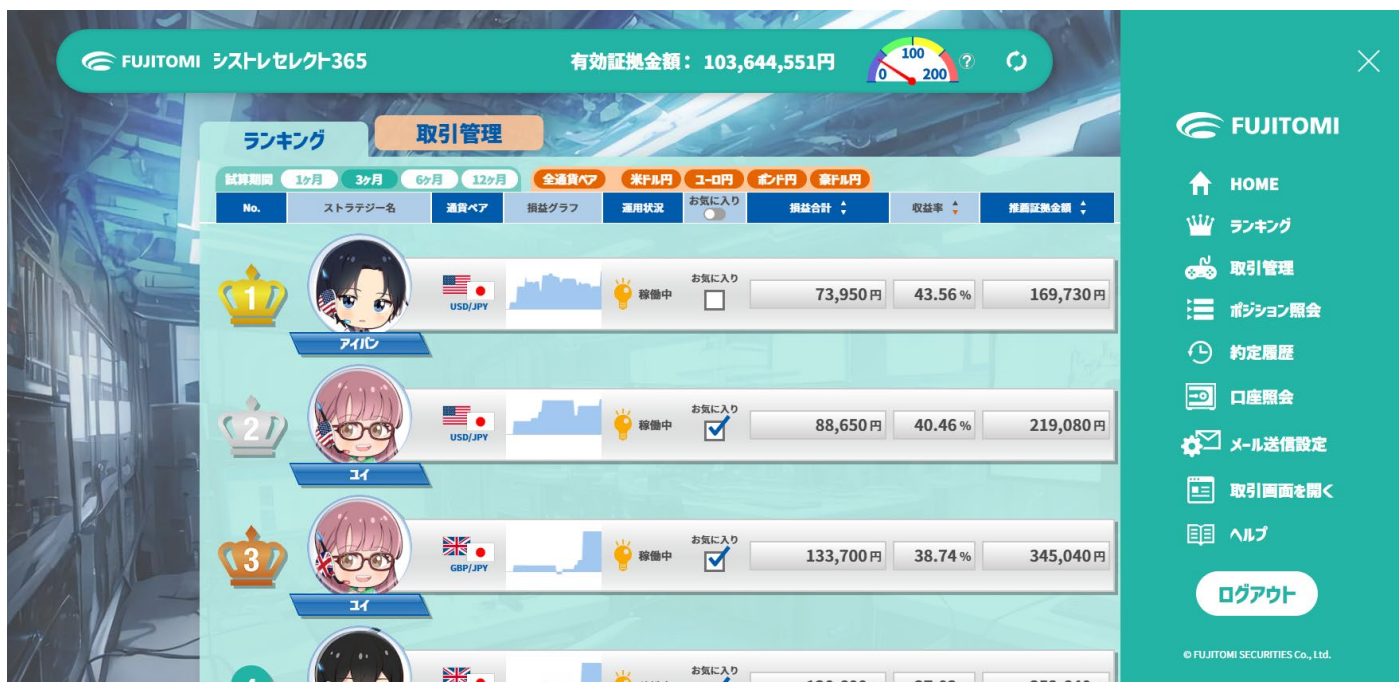 FUJITOMI シストレセレクト365
有効証拠金額： 103,644,551円
0 100 200 ?
ランキング 取引管理
試算期間 1ヶ月 3ヶ月 6ヶ月 12ヶ月 全通貨ペア 米ドル円 ユーロ円 ポンド円 豪ドル円
No. ストラテジー名 通貨ペア 損益グラフ 運用状況 お気に入り 損益合計 収益率 推薦証拠金額
1 USD/JPY 稼働中 お気に入り 73,950円 43.56% 169,730円
アイバン
2 USD/JPY 稼働中 お気に入り 88,650円 40.46% 219,080円
ユイ
3 GBP/JPY 稼働中 お気に入り 133,700円 38.74% 345,040円
ユイ
お気に入り
FUJITOMI
HOME
ランキング
取引管理
ポジション照会
約定履歴
口座照会
メール送信設定
取引画面を開く
ヘルプ
ログアウト
© FUJITOMI SECURITIES Co., Ltd.